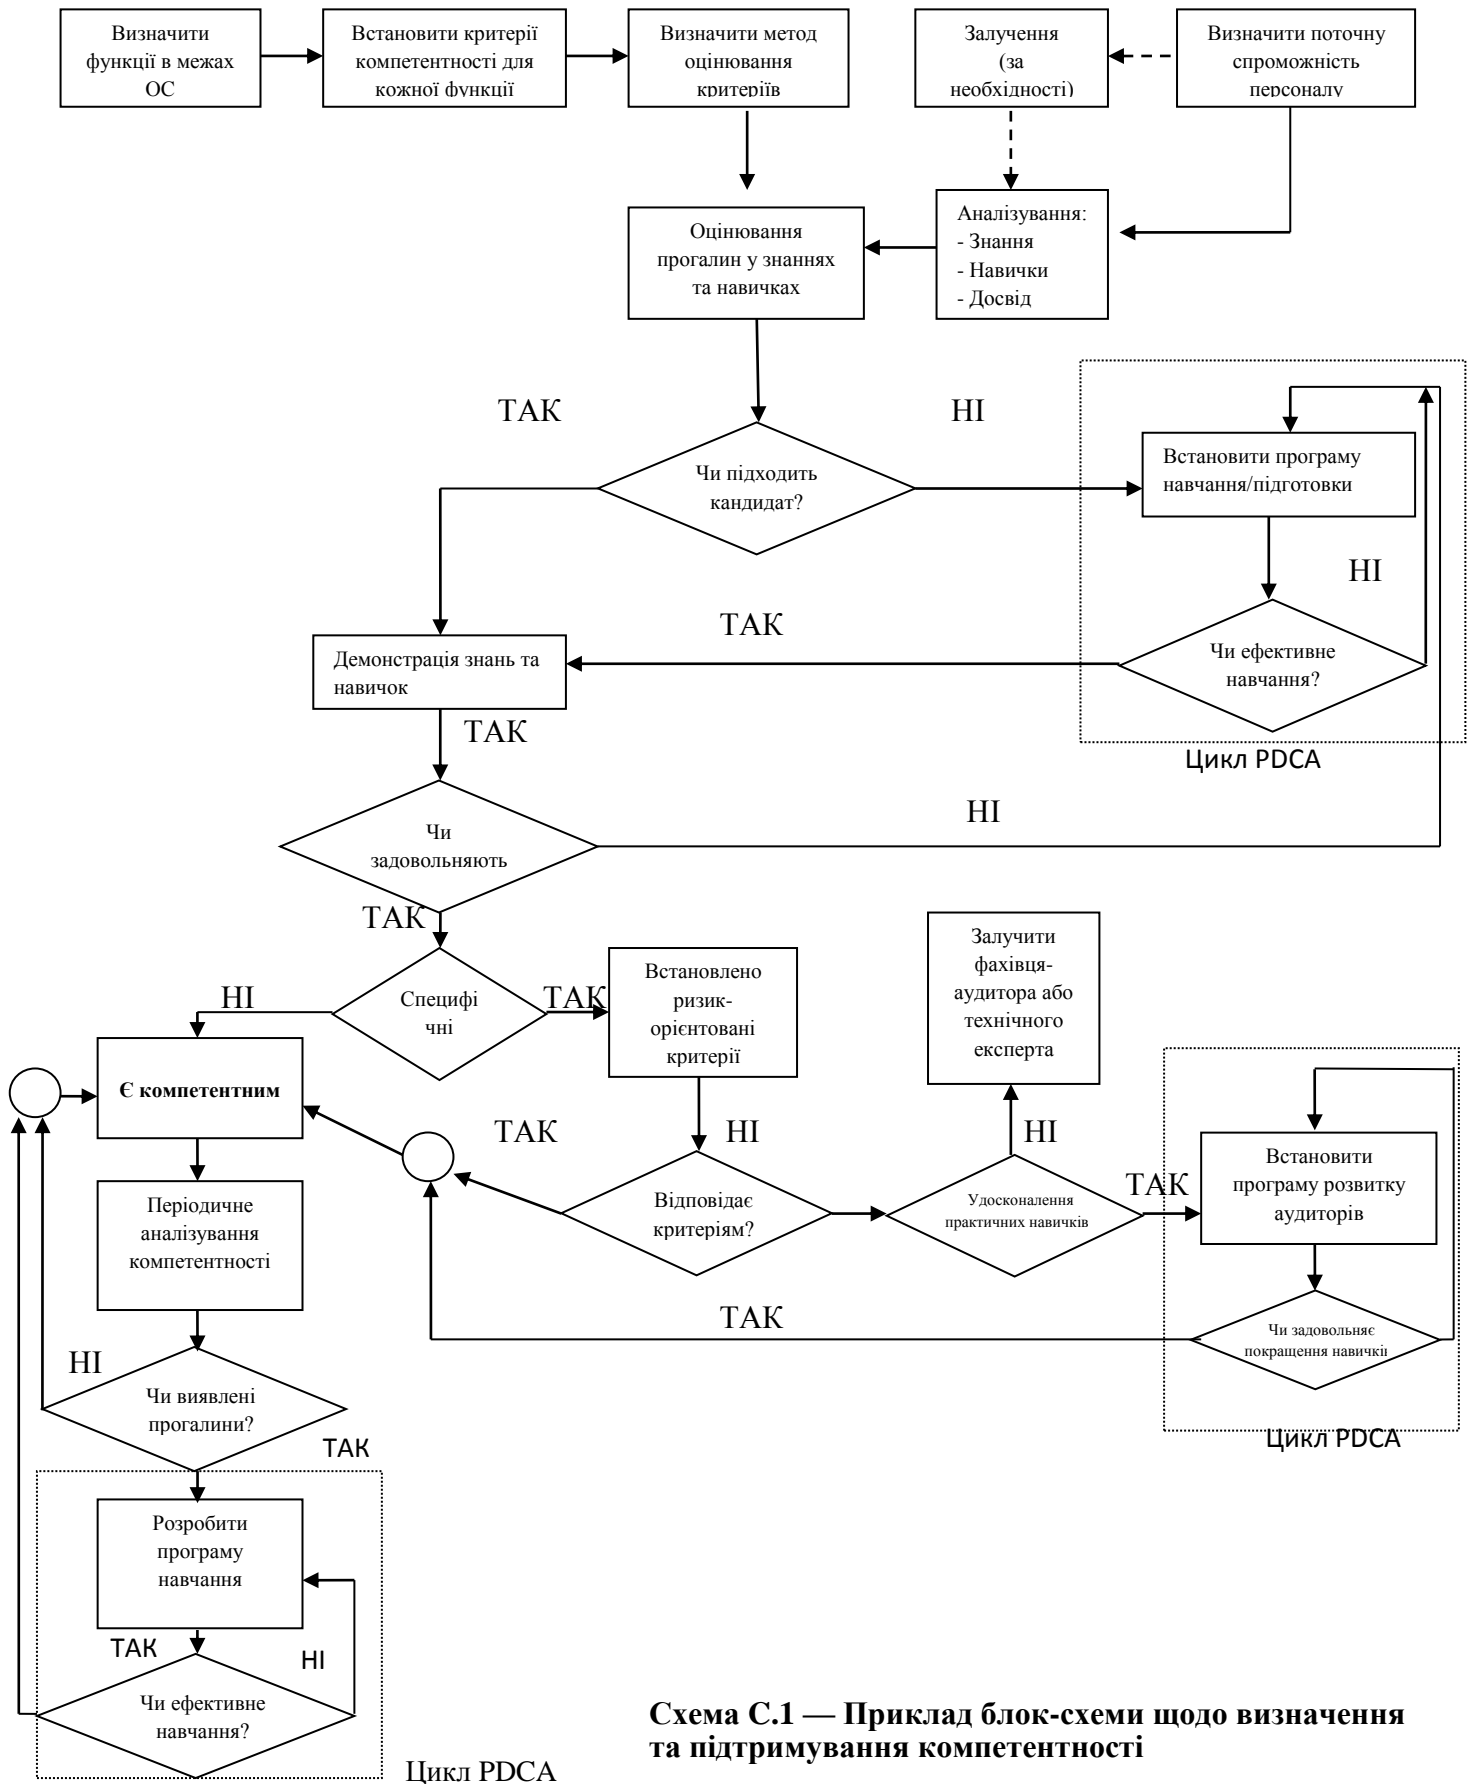 Визначити
функції в межах
ОС
Встановити критерії
компетентності для
кожної функції
Визначити метод
оцінювання
критеріїв
Залучення
(за
необхідності)
Визначити поточну
спроможність
персоналу
Оцінювання
прогалин у знаннях
та навичках
Аналізування:
- Знання
- Навички
- Досвід
ТАК
НІ
Чи підходить
кандидат?
Встановити програму
навчання/підготовки
НІ
ТАК
Чи ефективне
навчання?
Демонстрація знань та
навичок
ТАК
Цикл PDCA
НІ
Чи
задовольняють
ТАК
Специфі
чні
НІ
ТАК
Встановлено
ризик-
орієнтовані
критерії
Залучити
фахівця-
аудитора або
технічного
експерта
Є компетентним
ТАК
НІ
НІ
Відповідає
критеріям?
Удосконалення
практичних навичків
ТАК
Встановити
програму розвитку
аудиторів
Періодичне
аналізування
компетентності
ТАК
Чи задовольняє
покращення навичків
Цикл PDCA
НІ
Чи виявлені
прогалини?
ТАК
Розробити
програму
навчання
ТАК
НІ
Чи ефективне
навчання?
Цикл PDCA
Схема С.1 — Приклад блок-схеми щодо визначення
та підтримування компетентності